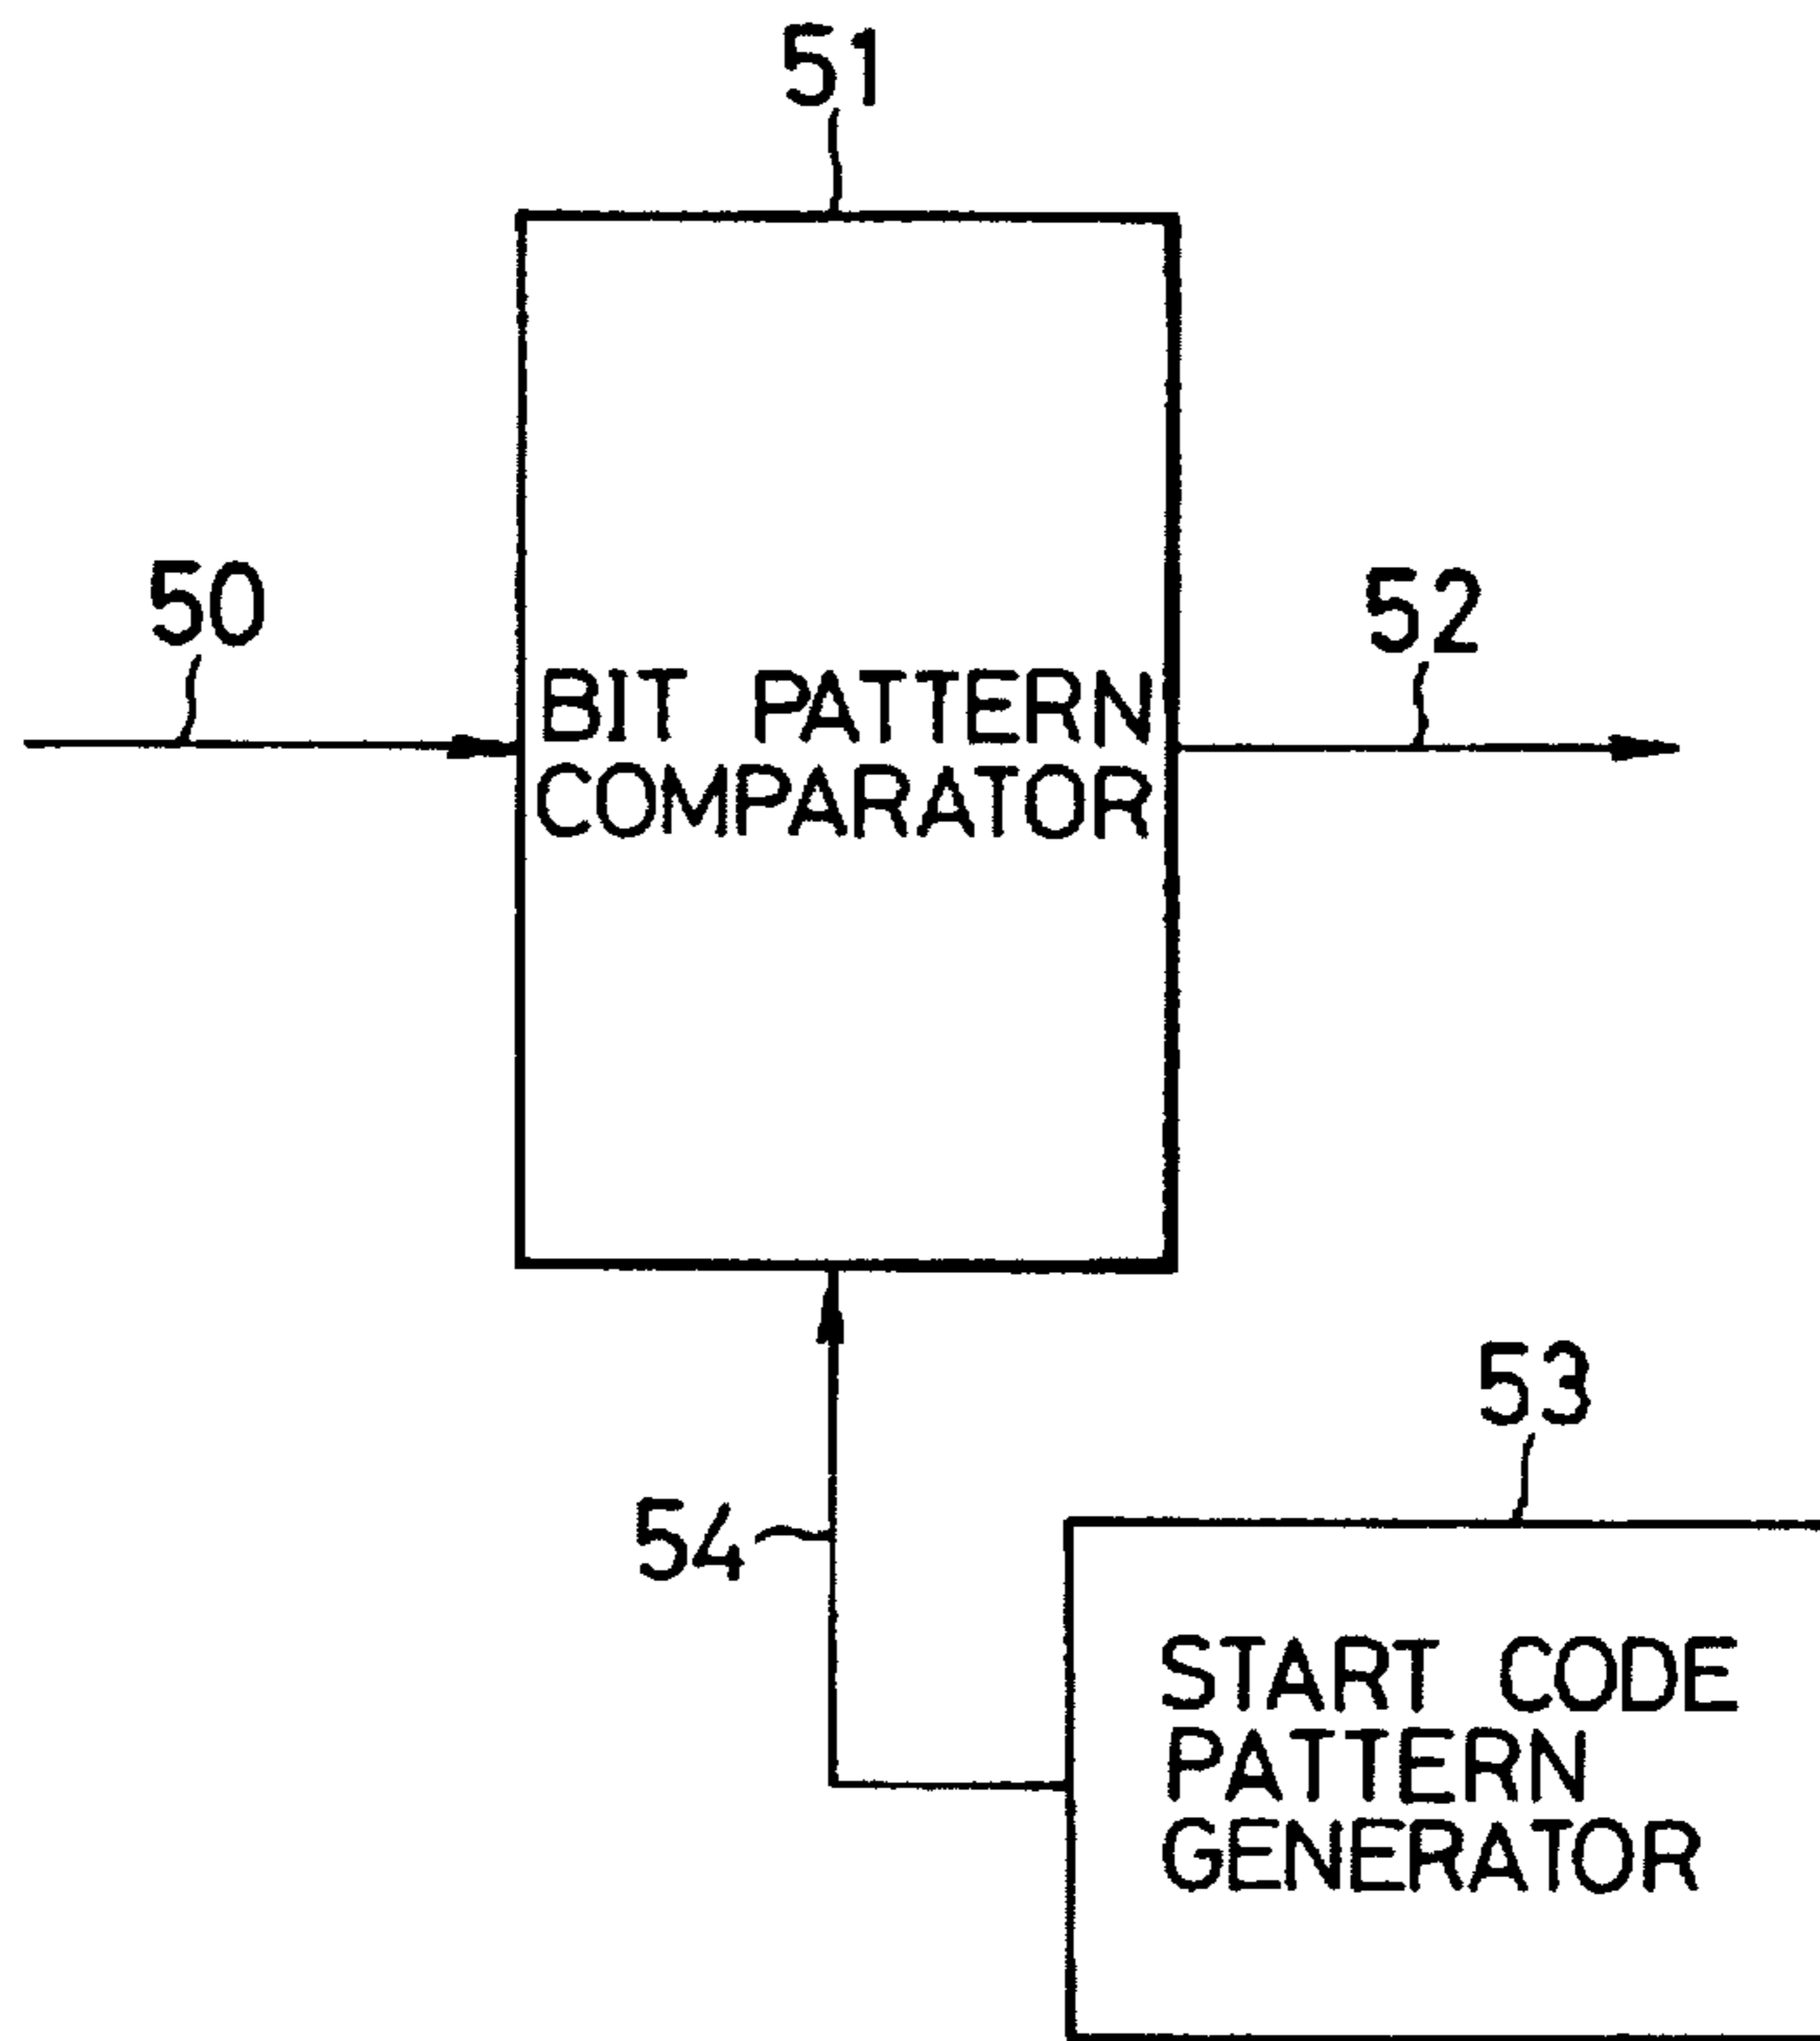 51
50
52
BIT PATTERN
COMPARATOR
53
54
START CODE
PATTERN
GENERATOR